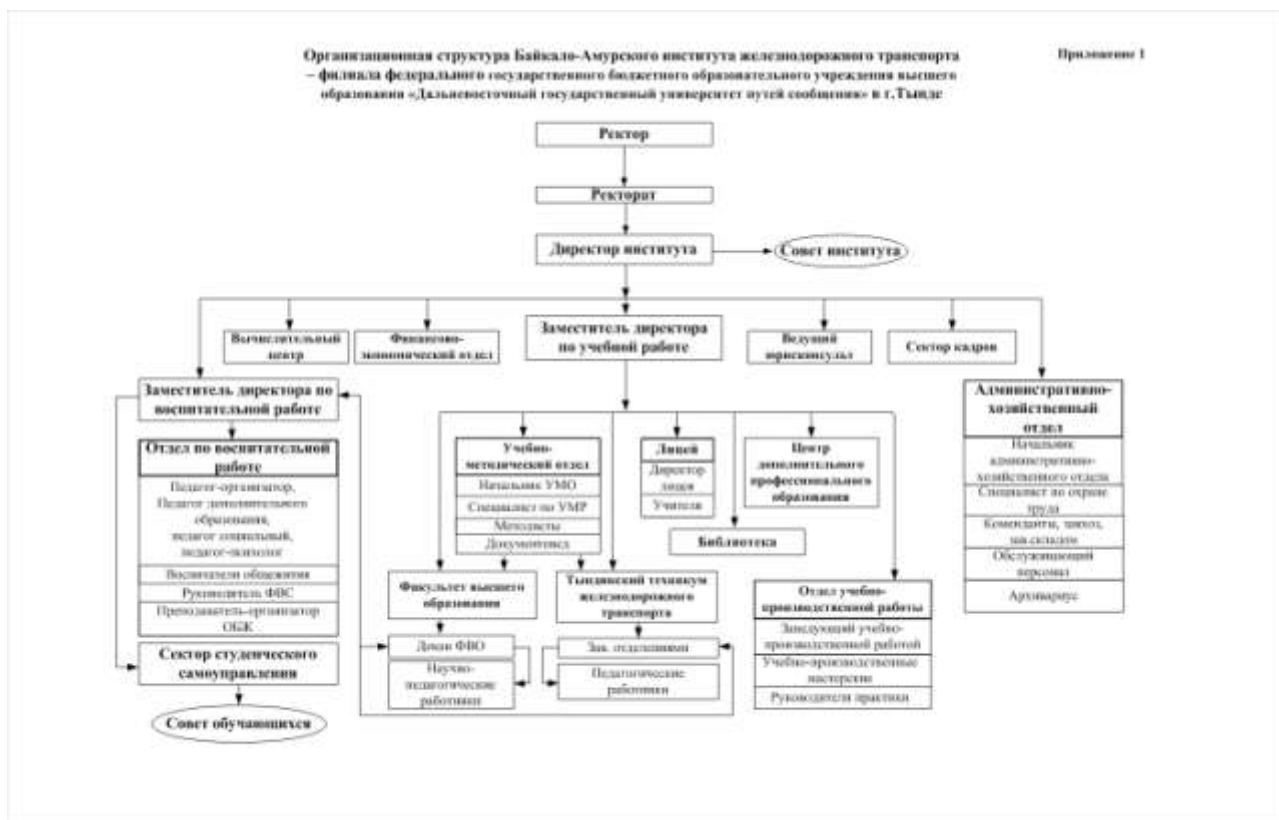 Организационная структура Байкало-Амурского института железнодорожного транспорта
Приложение 1
– филиала федерального государственного бюджетного образовательного учреждения высшего
образования «Дальневосточный государственный университет путей сообщения» в г.Тынде
Ректор
Ректорат
Директор института
Совет института
Вычислительный
центр
Финансово-
экономический отдел
Заместитель директора
по учебной работе
Ведущий
юрисконсульт
Сектор кадров
Заместитель директора по
воспитательной работе
Отдел по воспитательной
работе
Педагог-организатор,
Педагог дополнительного
образования,
педагог социальный,
педагог-психолог
Воспитатели общежития
Руководитель ФВС
Преподаватель-организатор
ОБЖ
Сектор студенческого
самоуправления
Совет обучающихся
Учебно-
методический отдел
Начальник УМО
Специалист по УМР
Методисты
Документовед
Лицей
Директор
лицея
Учителя
Центр
дополнительного
профессионального
образования
Библиотека
Факультет высшего
образования
Декан ФВО
Научно-
педагогические
работники
Тындинский техникум
железнодорожного
транспорта
Зав. отделениями
Педагогические
работники
Отдел учебно-
производственной работы
Заведующий учебно-
производственной работой
Учебно-производственные
мастерские
Руководители практики
Административно-
хозяйственный
отдел
Начальник
административно-
хозяйственного отдела
Специалист по охране
труда
Коменданты, завхоз,
зав.складом
Обслуживающий
персонал
Архивариус